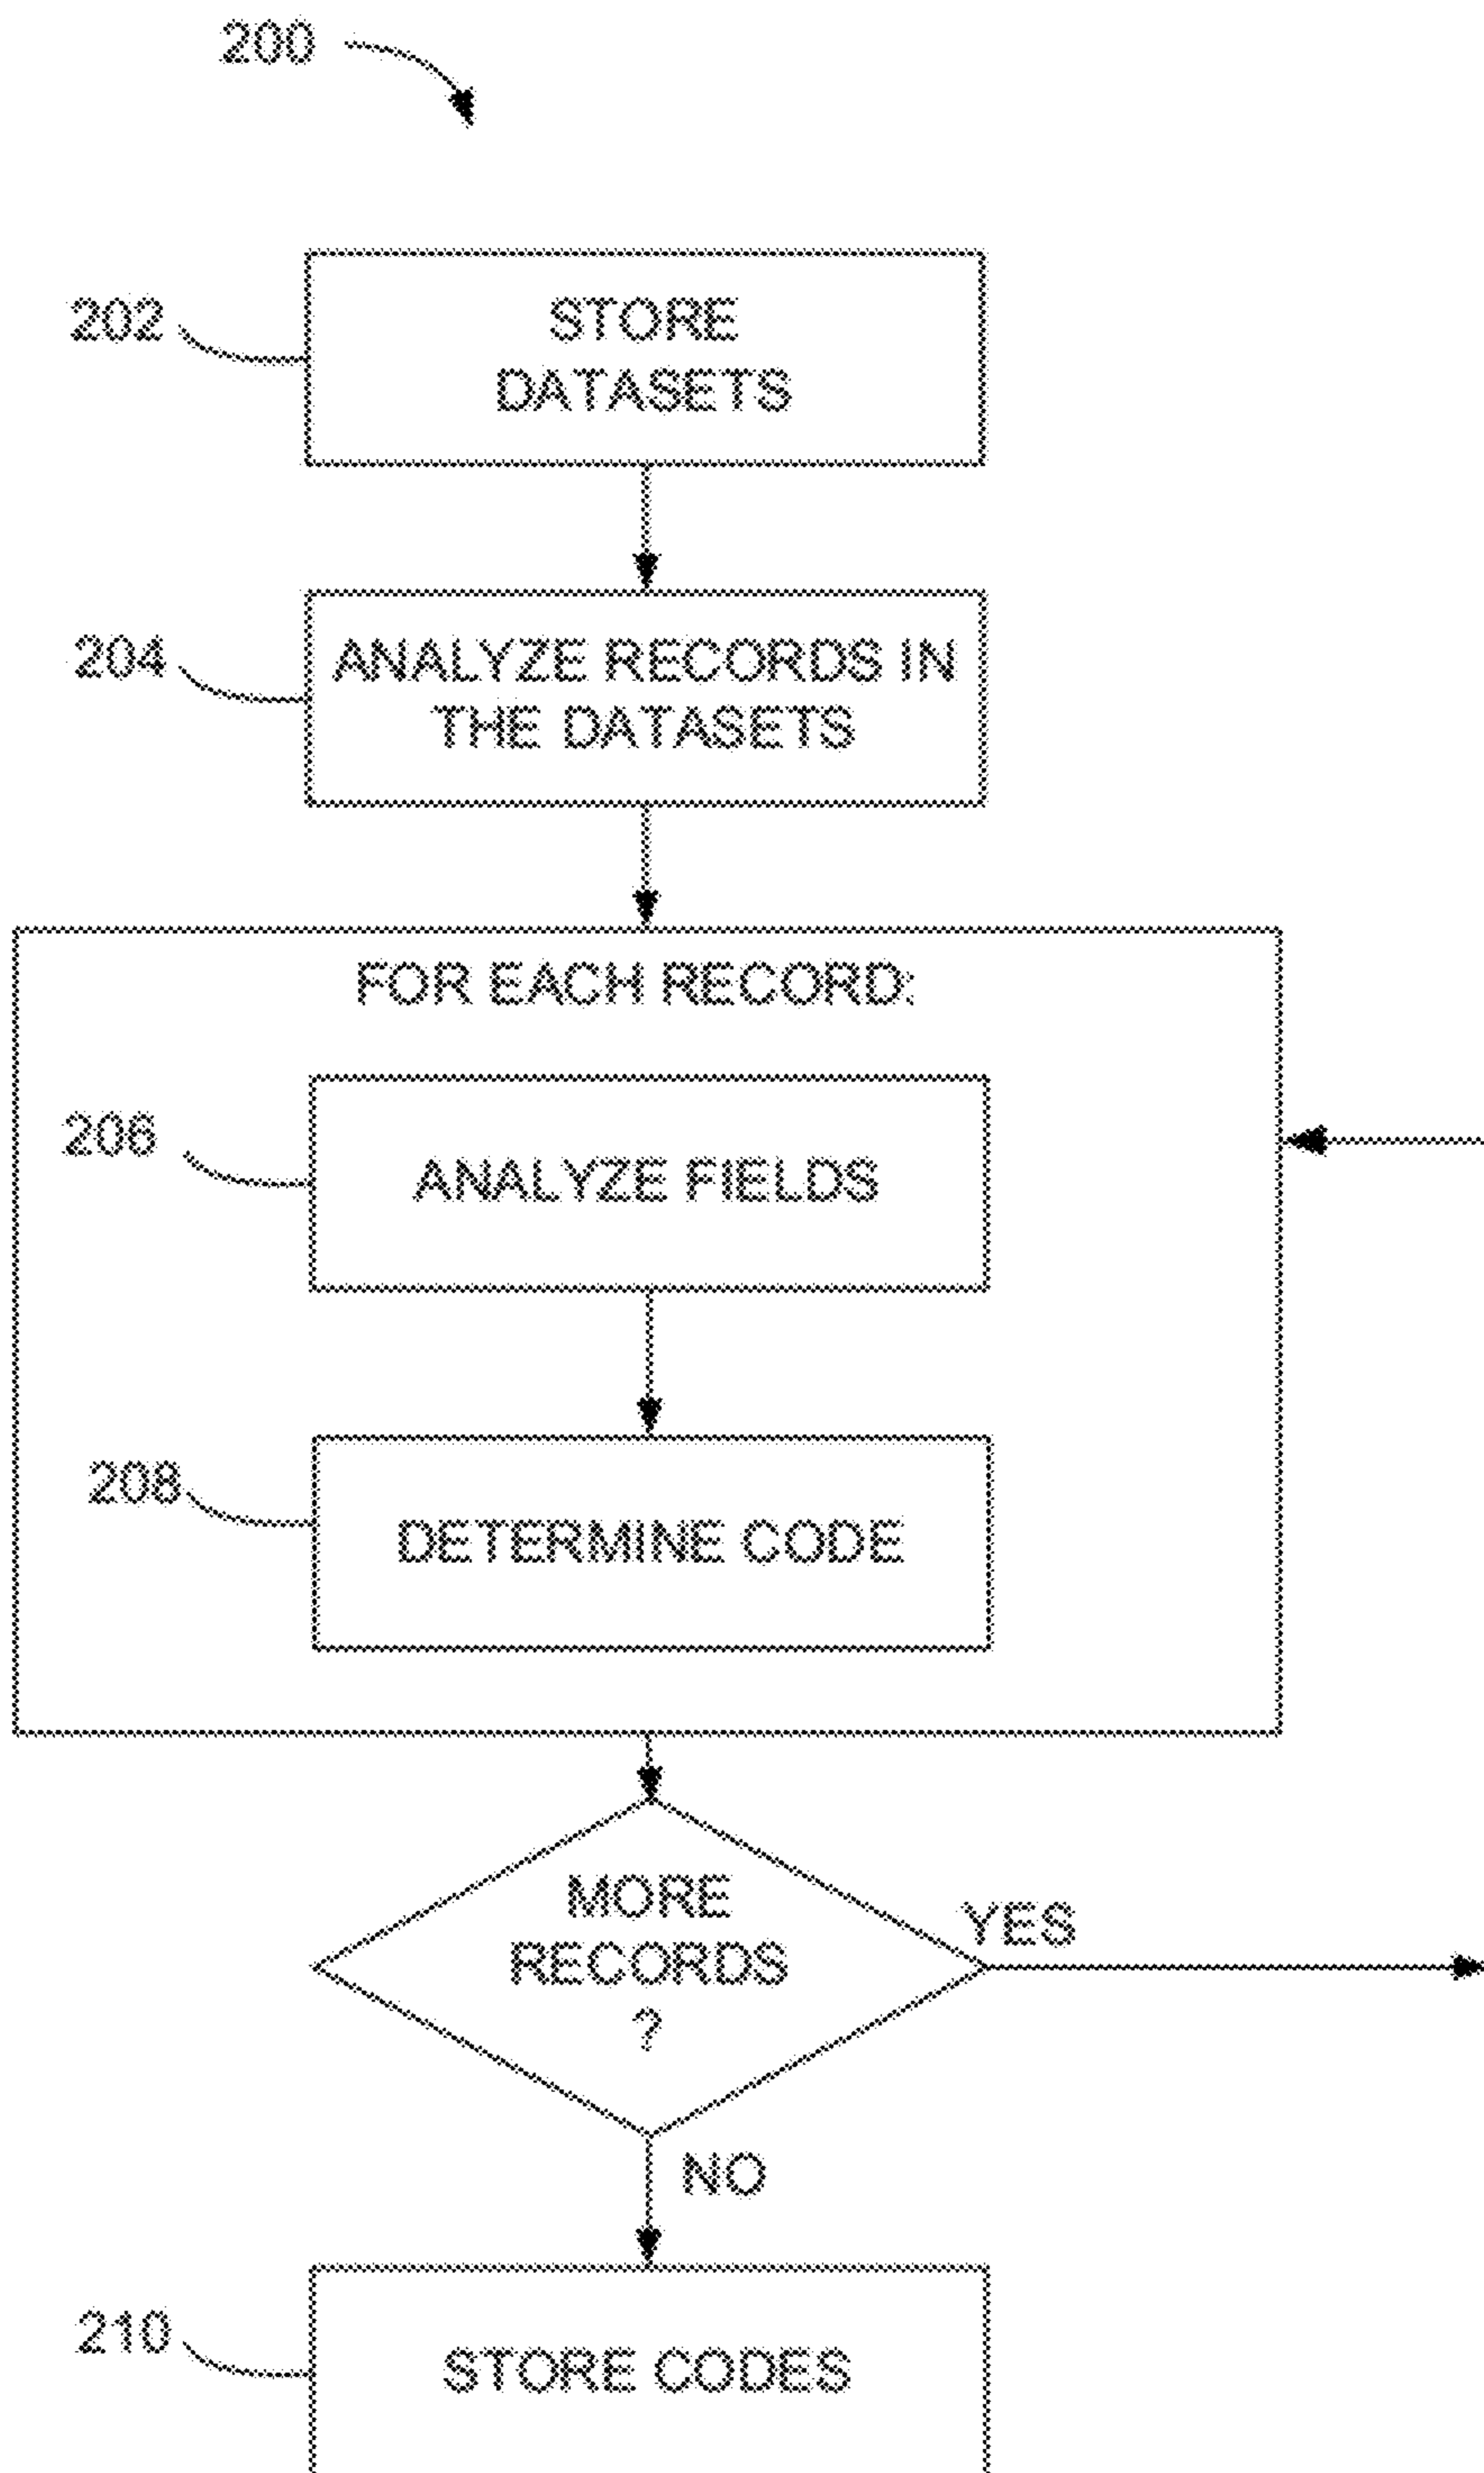 200
202
STORE
DATASETS
204
ANALYZE RECORDS IN
THE DATASETS
FOR EACH RECORD:
206
ANALYZE FIELDS
208
DETERMINE CODE
MORE
RECORDS
?
YES
NO
210
STORE CODES